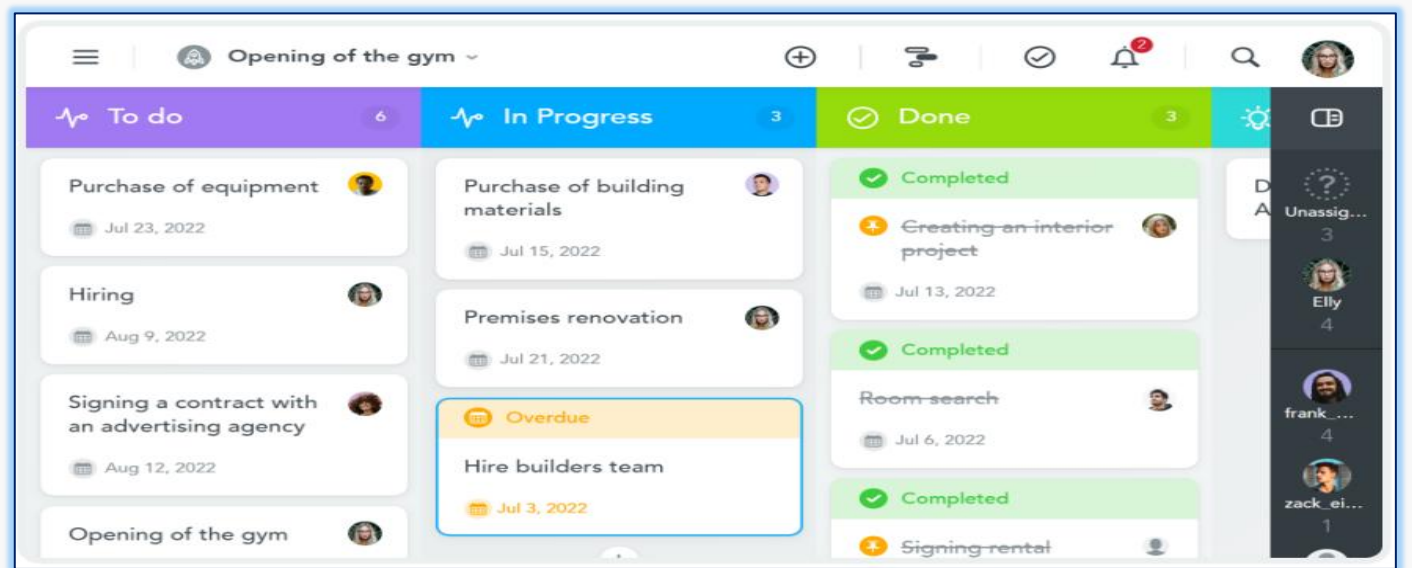 Opening of the gym
2
To do
6
Purchase of equipment
Jul 23, 2022
Hiring
Aug 9, 2022
Signing a contract with
an advertising agency
Aug 12, 2022
Opening of the gym
In Progress
3
Purchase of building
materials
Jul 15, 2022
Premises renovation
Jul 21, 2022
Overdue
Hire builders team
Jul 3, 2022
Done
3
Completed
Creating an interior
project
Jul 13, 2022
Completed
Room search
Jul 6, 2022
Completed
Signing rental
D
A
?
Unassig...
3
Elly
4
frank_...
4
zack_ei...
1